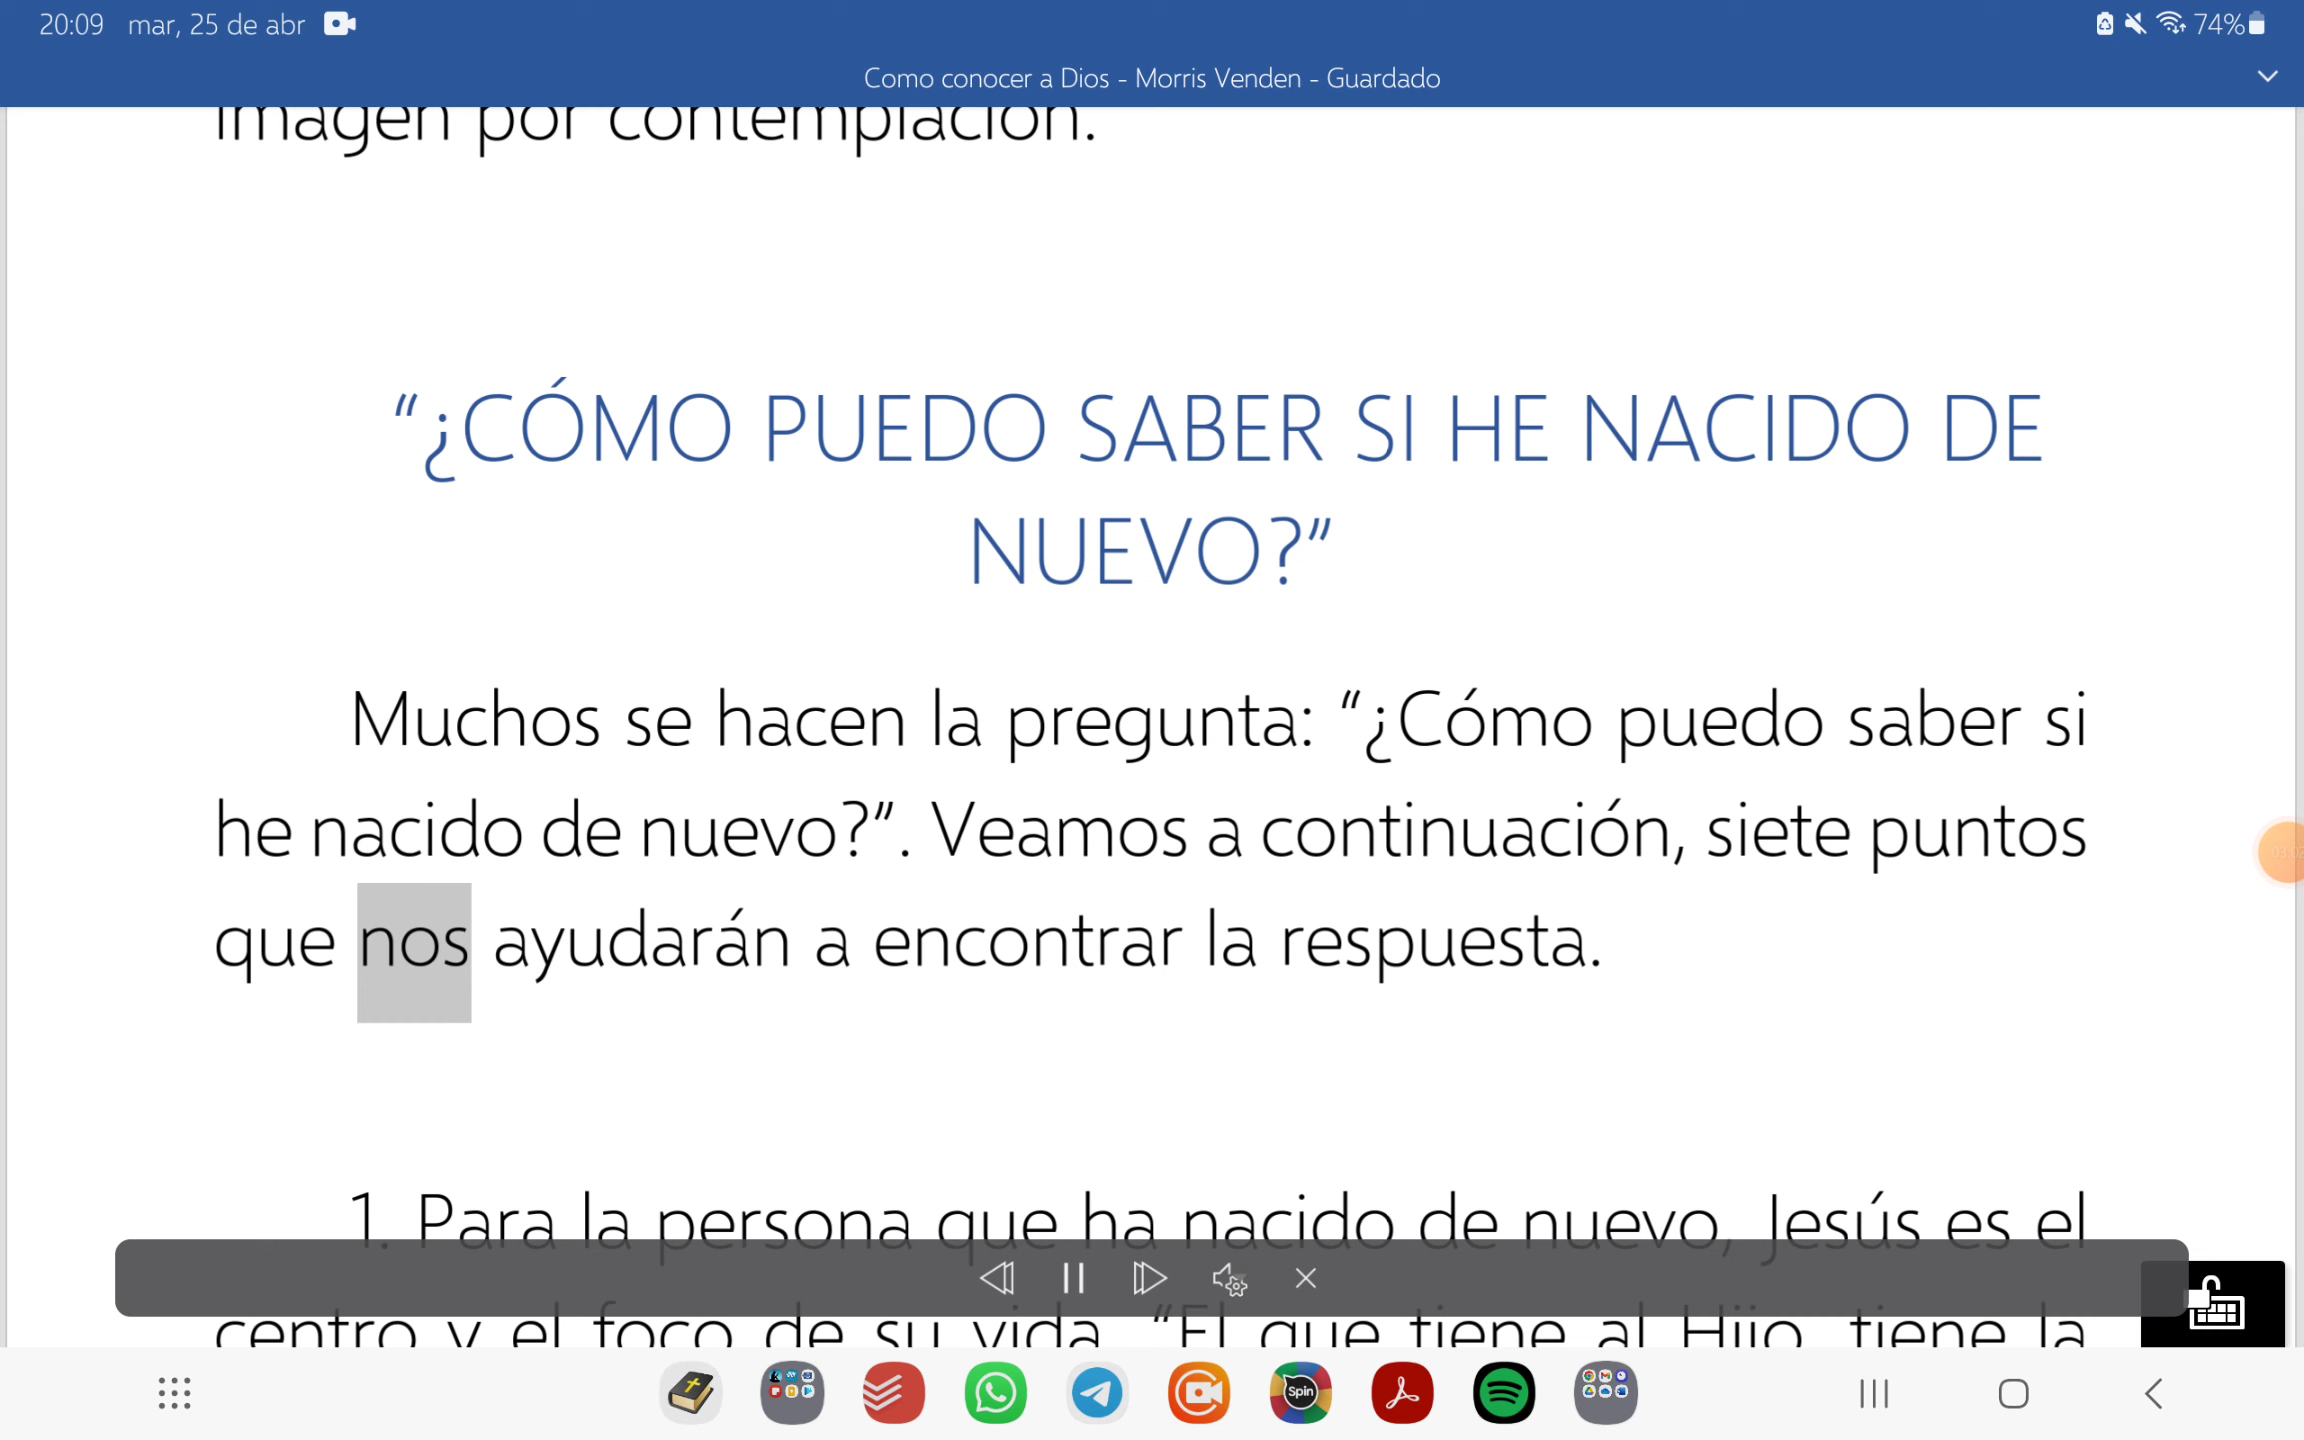 20:09 mar, 25 de abr 74%
Como conocer a Dios - Morris Venden - Guardado
imagen por contemplación.
“¿CÓMO PUEDO SABER SI HE NACIDO DE
NUEVO?”
Muchos se hacen la pregunta: “¿Cómo puedo saber si
he nacido de nuevo?”. Veamos a continuación, siete puntos
que nos ayudarán a encontrar la respuesta.
1. Para la persona que ha nacido de nuevo, Jesús es el
centro y el foco de su vida. “El que tiene al Hijo, tiene la
Spin